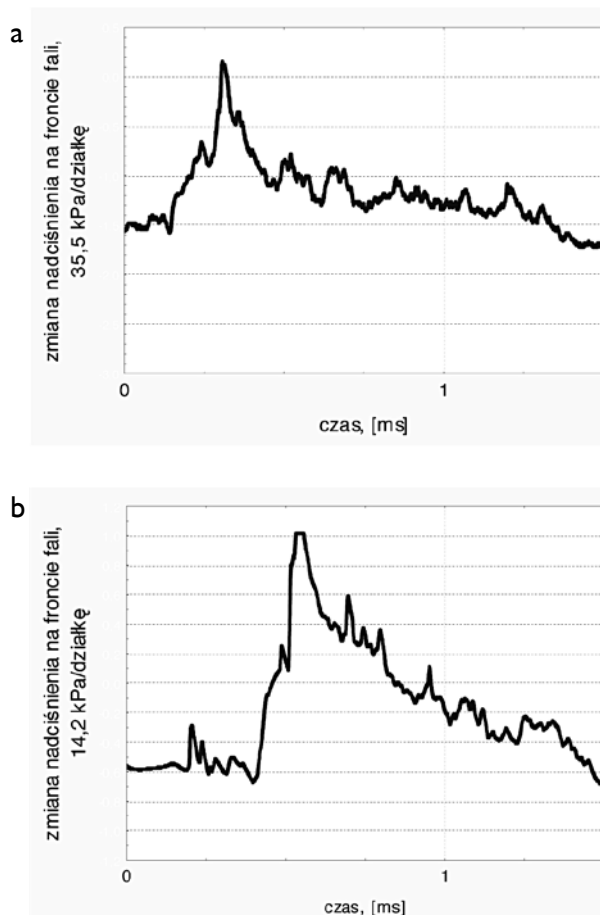 a
zmiana nadciśnienia na froncie fali,
35,5 kPa/działkę
0
1
czas, [ms]
b
zmiana nadciśnienia na froncie fali,
14,2 kPa/działkę
0
1
czas, [ms]